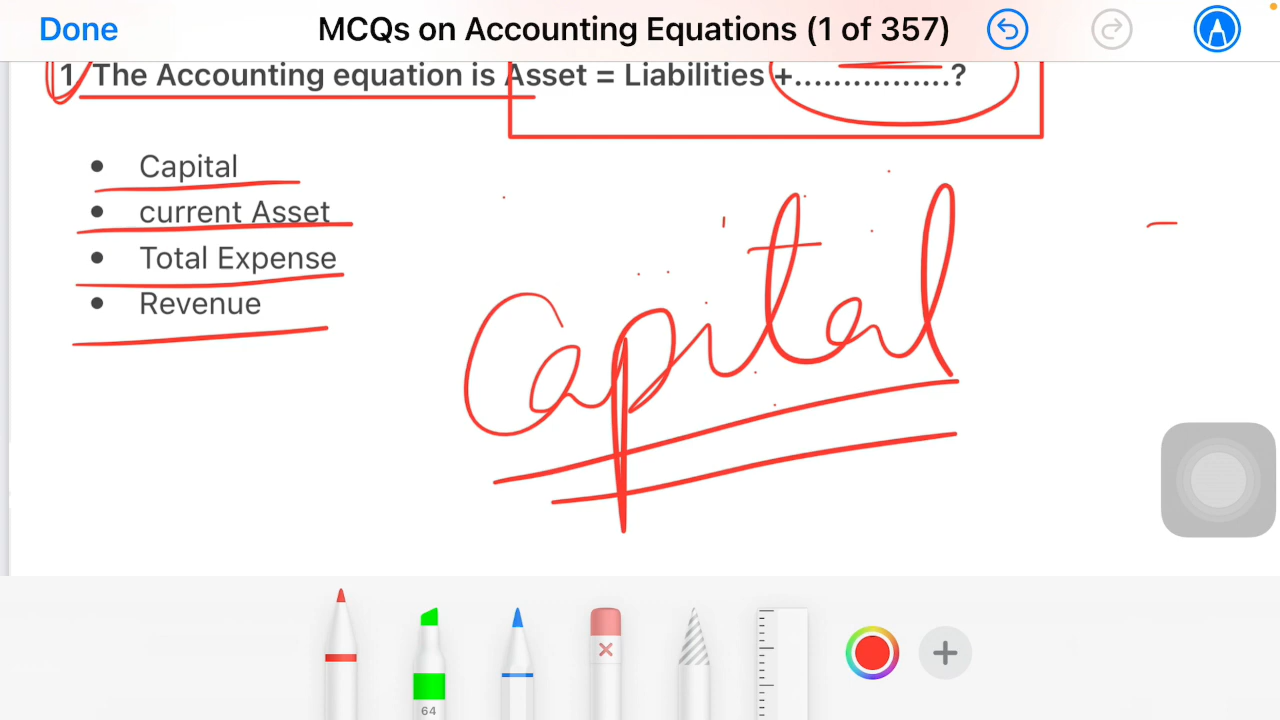 Done MCQs on Accounting Equations (1 of 357)
1 The Accounting equation is Asset = Liabilities +................?
• Capital
• current Asset
• Total Expense
• Revenue
Capital
64